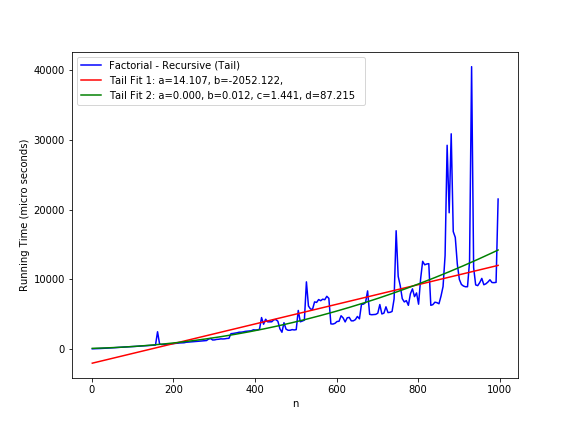 Factorial - Recursive (Tail)
Tail Fit 1: a=14.107, b=-2052.122,
Tail Fit 2: a=0.000, b=0.012, c=1.441, d=87.215
40000
30000
20000
10000
0
Running Time (micro seconds)
0 200 400 600 800 1000
n